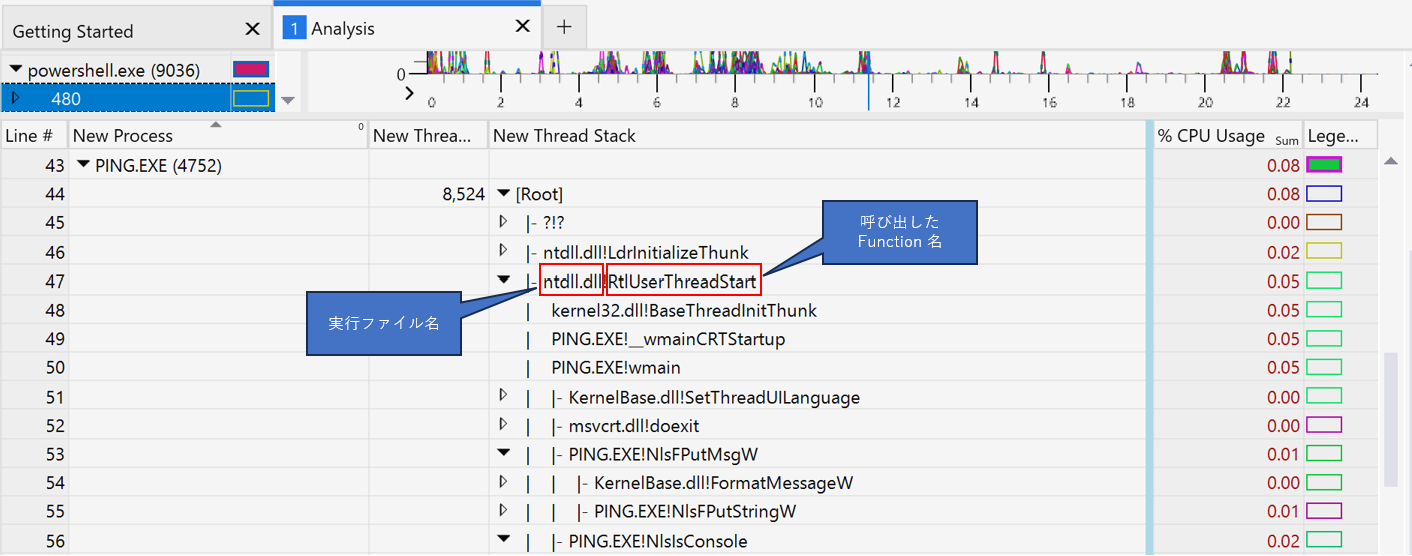 Getting Started
1 Analysis
powershell.exe (9036)
480
0
0 2 4 6 8 10 12 14 16 18 20 22 24
Line # New Process 0 New Threa... New Thread Stack % CPU Usage Sum Lege...
43 PING.EXE (4752) 0.08
44 8,524 [Root] 0.08
45 |- ?!? 0.00
46 |- ntdll.dll!LdrInitializeThunk 0.02
47 |- ntdll.dll!RtlUserThreadStart 0.05
48 | kernel32.dll!BaseThreadInitThunk 0.05
49 | PING.EXE!__wmainCRTStartup 0.05
50 | PING.EXE!wmain 0.05
51 | |- KernelBase.dll!SetThreadUILanguage 0.00
52 | |- msvcrt.dll!doexit 0.00
53 | |- PING.EXE!NlsFPutMsgW 0.01
54 | | |- KernelBase.dll!FormatMessageW 0.00
55 | | |- PING.EXE!NlsFPutStringW 0.01
56 | |- PING.EXE!NlsIsConsole 0.02
呼び出した
Function 名
実行ファイル名